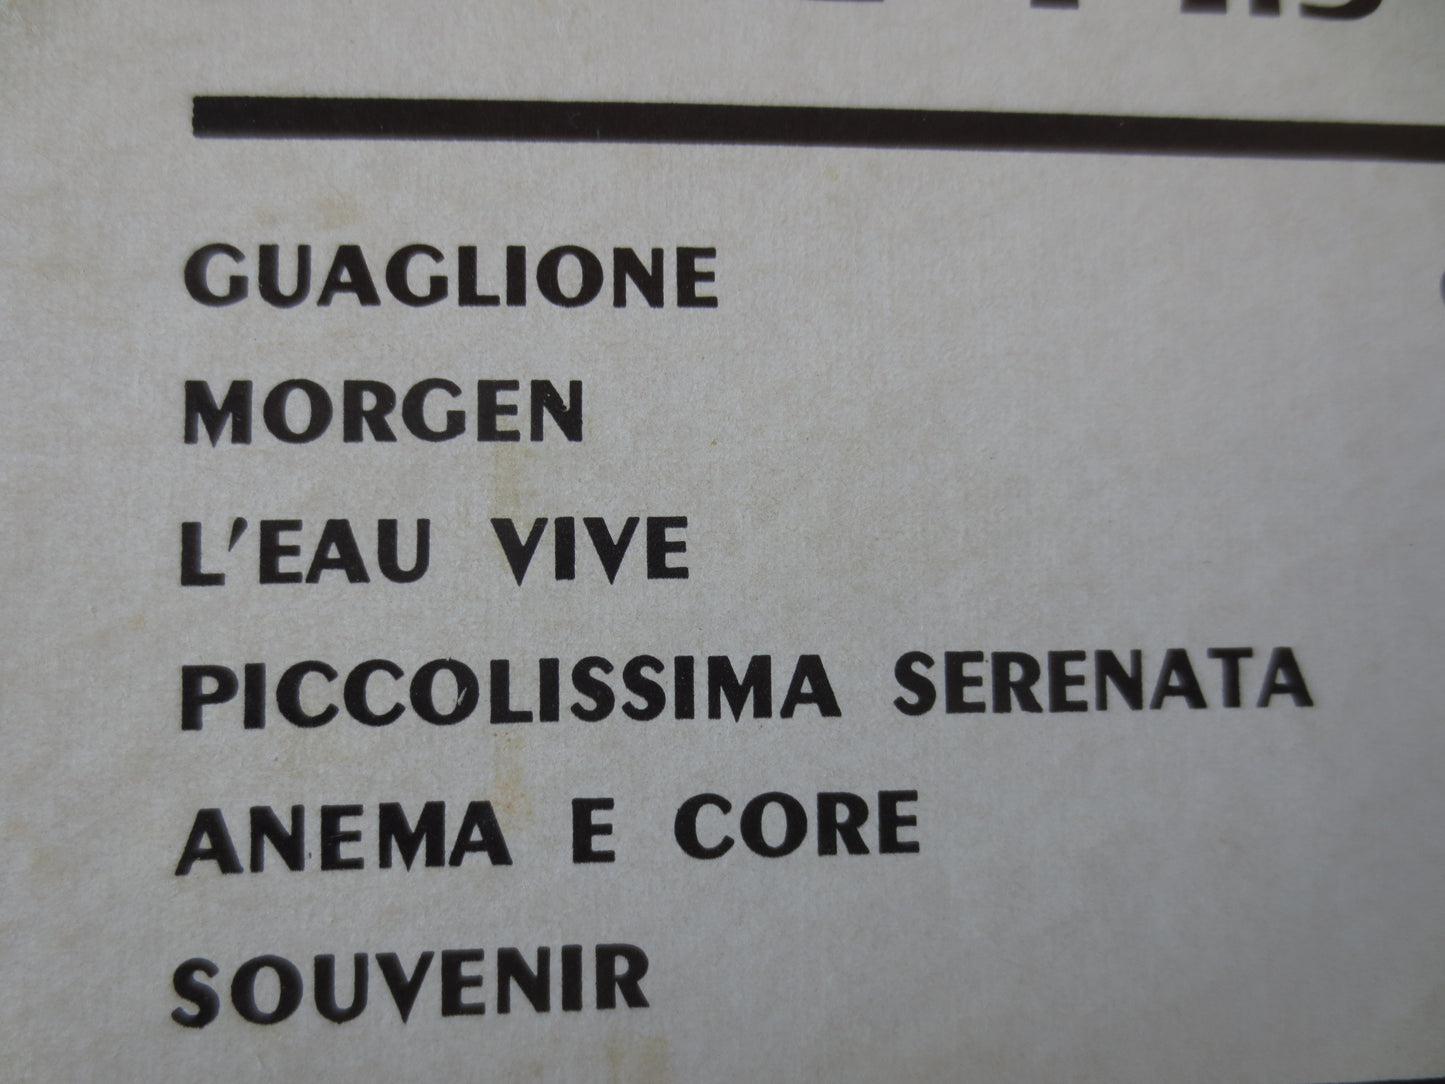 GUAGLIONE
MORGEN
L'EAU VIVE
PICCOLISSIMA SERENATA
ANEMA E CORE
SOUVENIR